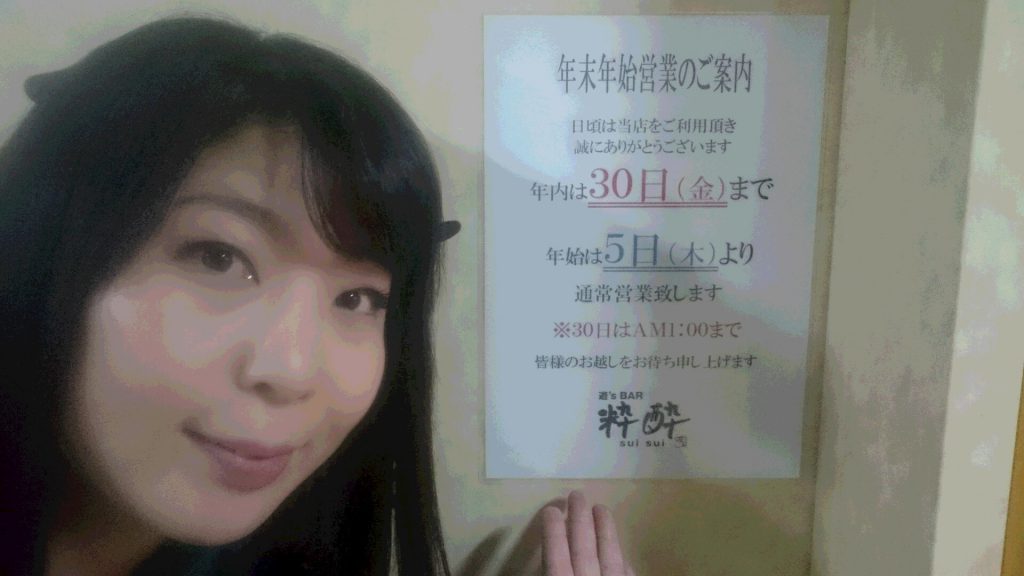 年末年始営業のご案内
日頃は当店をご利用頂き
誠にありがとうございます
年内は30日(金)まで
年始は5日(木)より
通常営業致します
※30日はAM1:00まで
皆様のお越しをお待ち申し上げます
遊's BAR
粋酔
sui sui